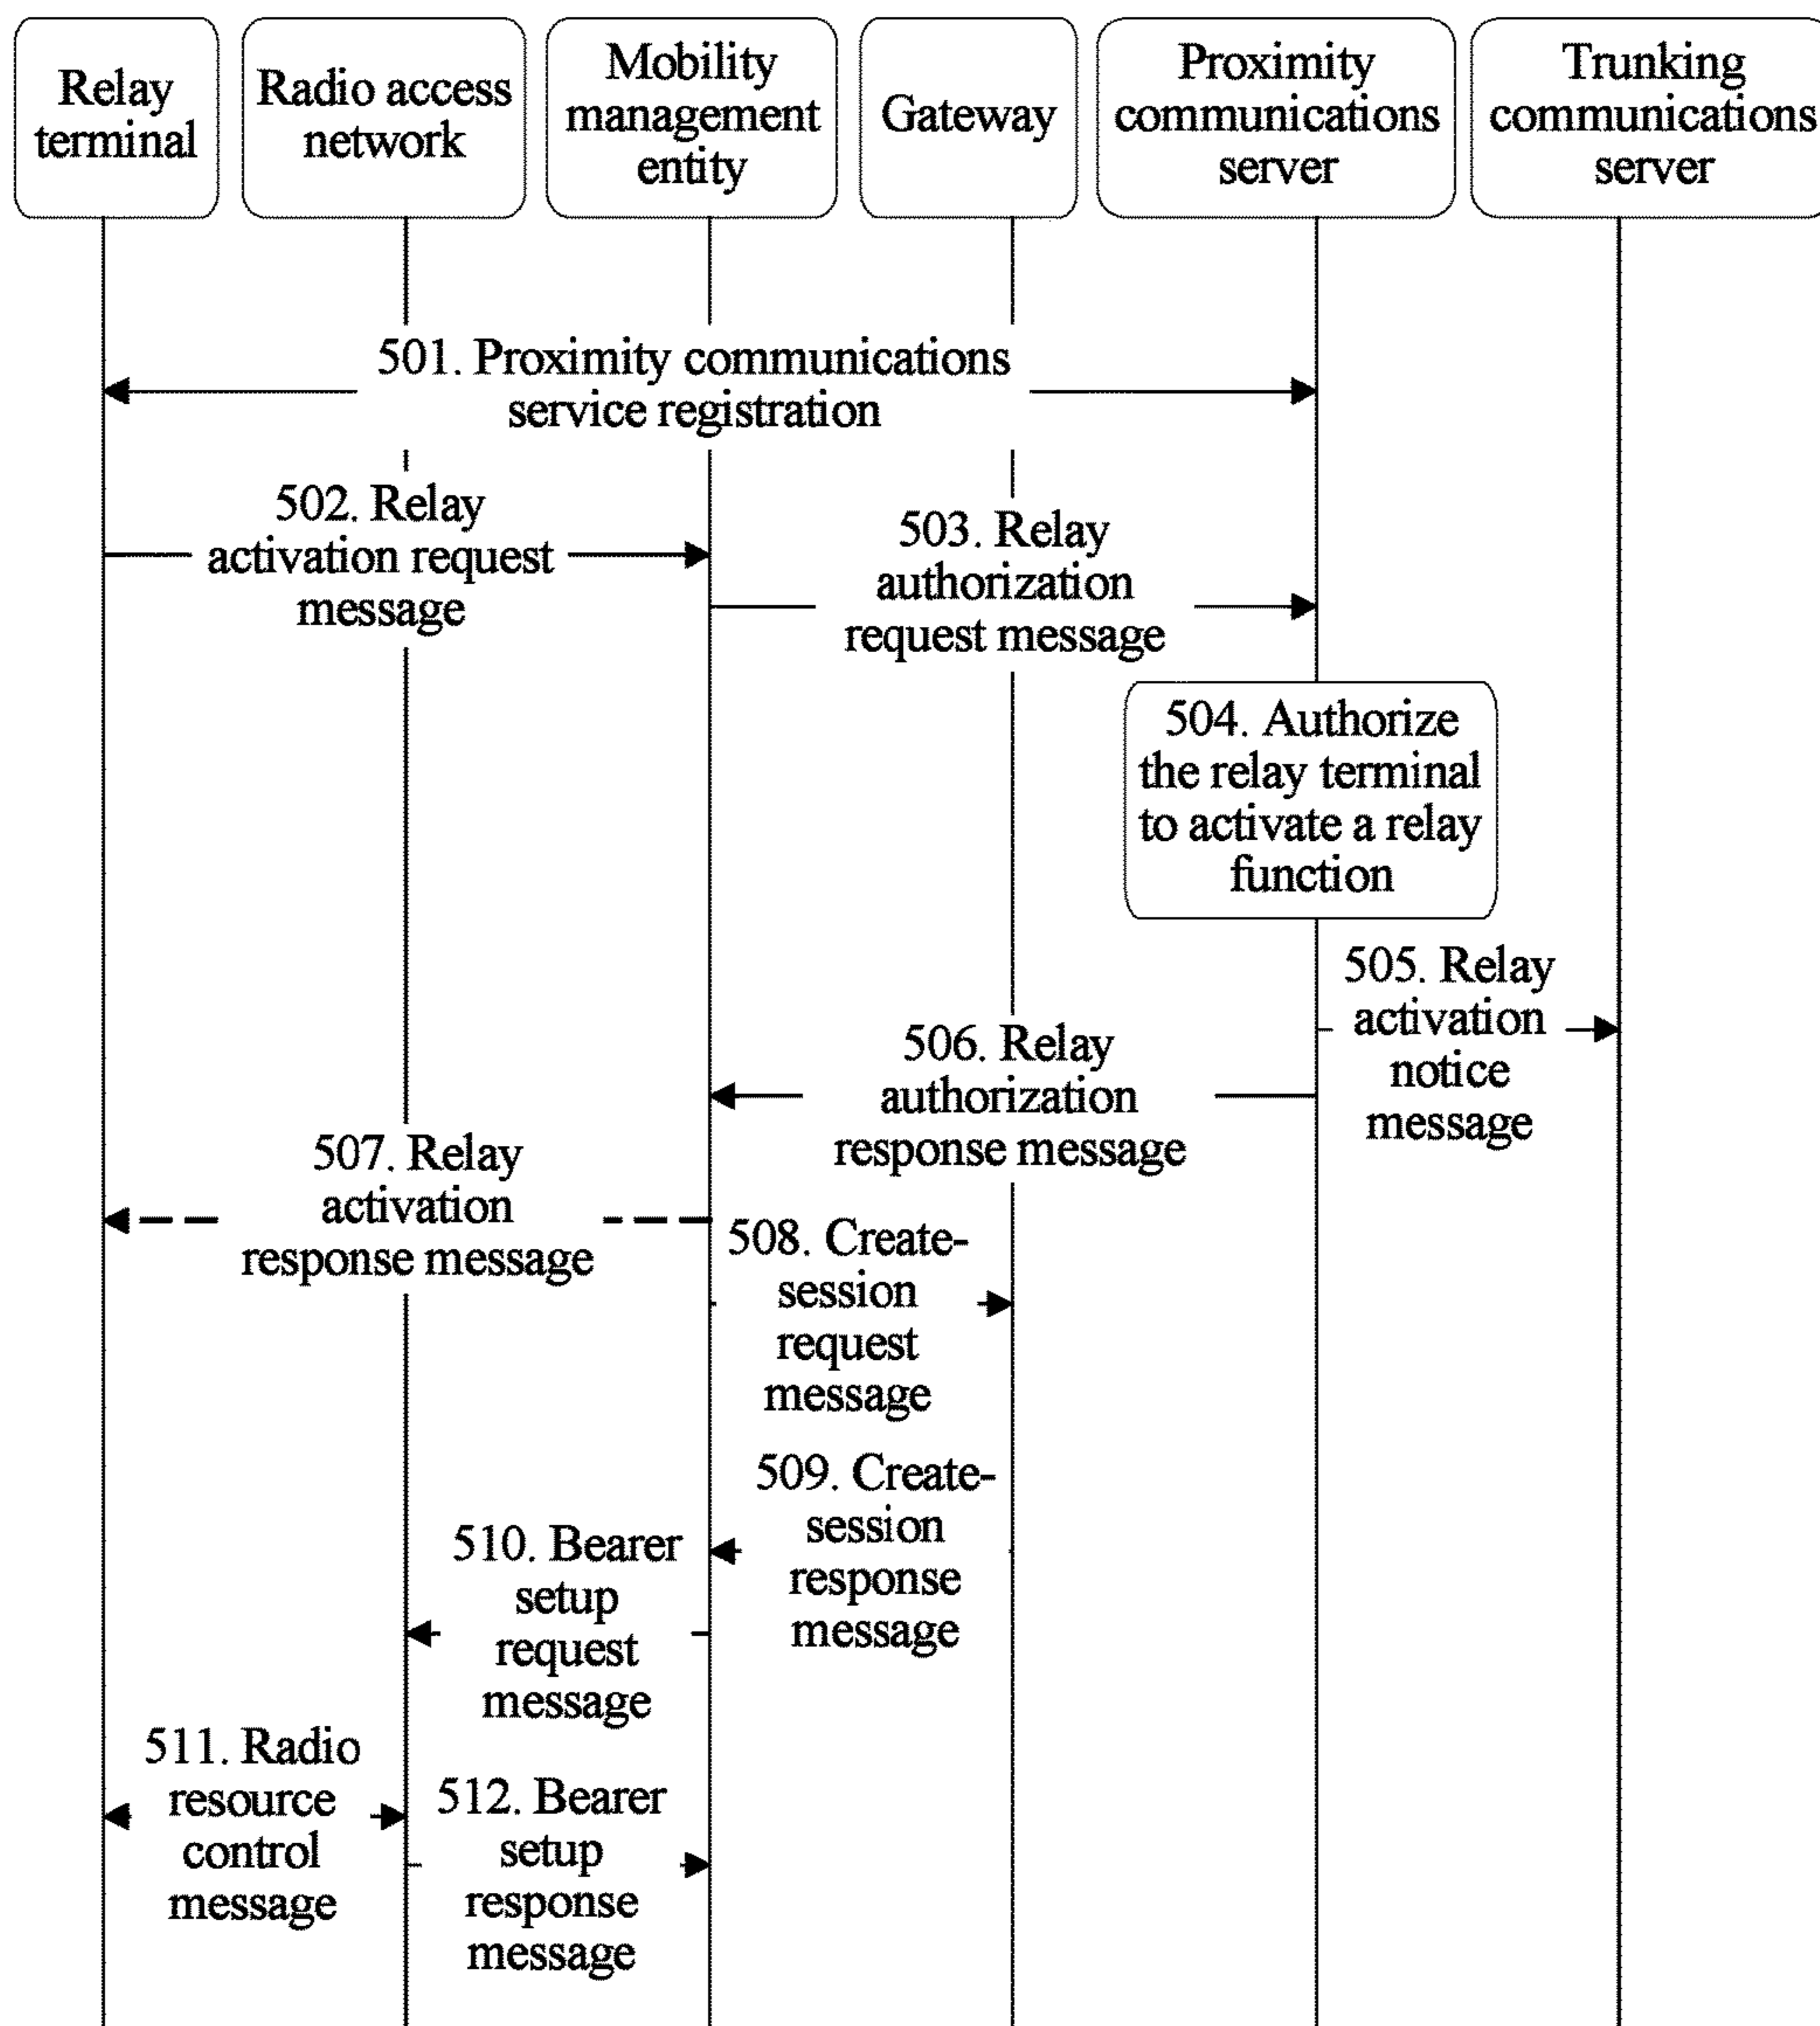 Relay
terminal
Radio access
network
Mobility
management
entity
Gateway
Proximity
communications
server
Trunking
communications
server
501. Proximity communications
service registration
502. Relay
activation request
message
503. Relay
authorization
request message
504. Authorize
the relay terminal
to activate a relay
function
505. Relay
activation
notice
message
506. Relay
authorization
response message
507. Relay
activation
response message
508. Create-
session
request
message
509. Create-
session
response
message
510. Bearer
setup
request
message
511. Radio
resource
control
message
512. Bearer
setup
response
message